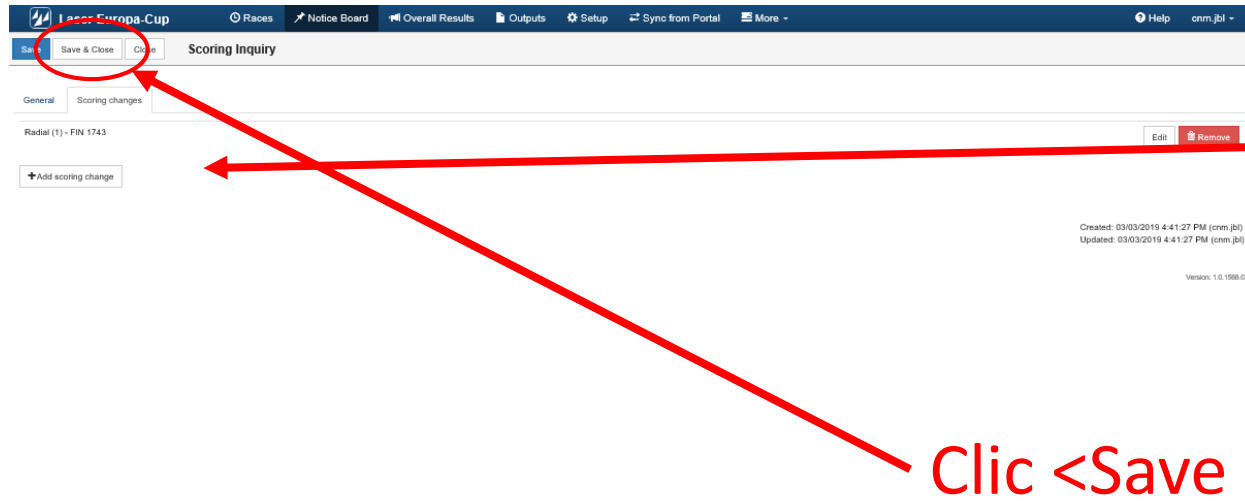 Laser Europa-Cup Races Notice Board Overall Results Outputs Setup Sync from Portal More Help cnm.jbl
Save Save & Close Close Scoring Inquiry
General Scoring changes
Radial (1) - FIN 1743 Edit Remove
+Add scoring change
Created: 03/03/2019 4:41:27 PM (cnm.jbl)
Updated: 03/03/2019 4:41:27 PM (cnm.jbl)
Version: 1.0.1568.0
Clic <Save